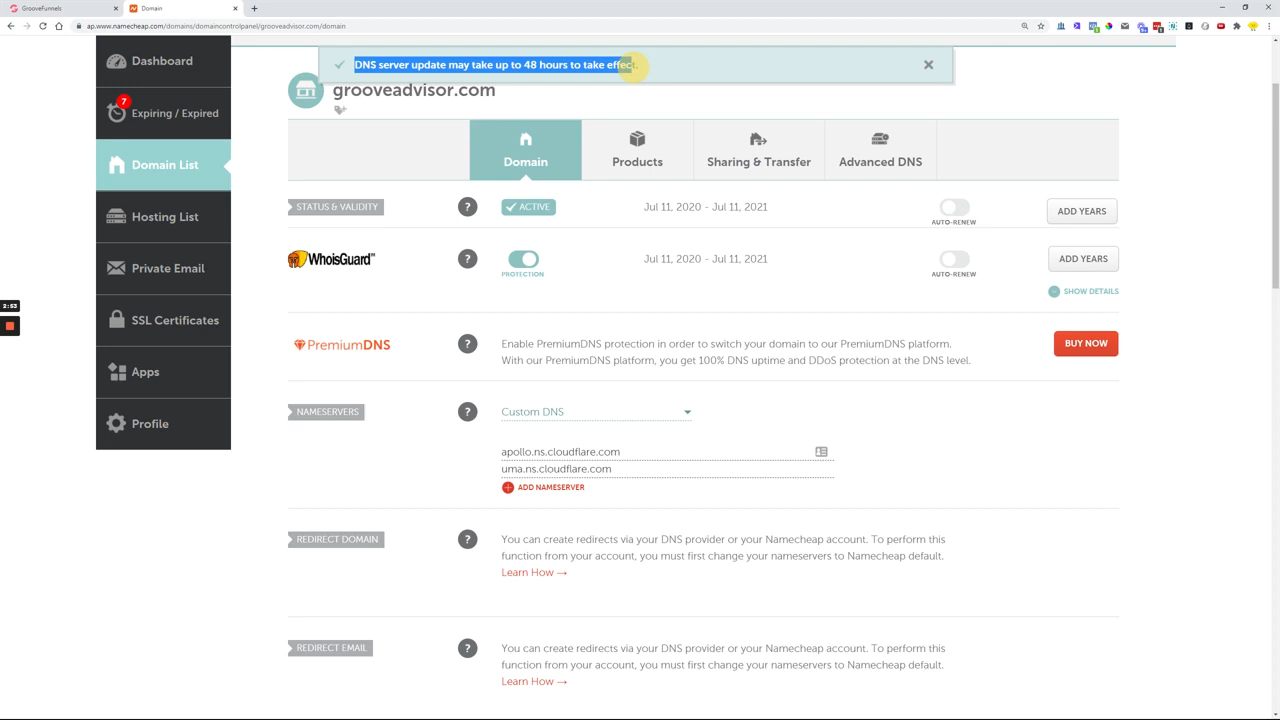 GrooveFunnels
Domain
ap.www.namecheap.com/domains/domaincontrolpanel/grooveadvisor.com/domain
DNS server update may take up to 48 hours to take effect.
grooveadvisor.com
Dashboard
7
Expiring / Expired
Domain List
Hosting List
Private Email
SSL Certificates
Apps
Profile
Domain
Products
Sharing & Transfer
Advanced DNS
STATUS & VALIDITY
?
ACTIVE
Jul 11, 2020 - Jul 11, 2021
AUTO-RENEW
ADD YEARS
WhoisGuard
?
PROTECTION
Jul 11, 2020 - Jul 11, 2021
AUTO-RENEW
ADD YEARS
SHOW DETAILS
PremiumDNS
?
Enable PremiumDNS protection in order to switch your domain to our PremiumDNS platform.
With our PremiumDNS platform, you get 100% DNS uptime and DDoS protection at the DNS level.
BUY NOW
NAMESERVERS
?
Custom DNS
apollo.ns.cloudflare.com
uma.ns.cloudflare.com
ADD NAMESERVER
REDIRECT DOMAIN
?
You can create redirects via your DNS provider or your Namecheap account. To perform this
function from your account, you must first change your nameservers to Namecheap default.
Learn How →
REDIRECT EMAIL
?
You can create redirects via your DNS provider or your Namecheap account. To perform this
function from your account, you must first change your nameservers to Namecheap default.
Learn How →
2:53